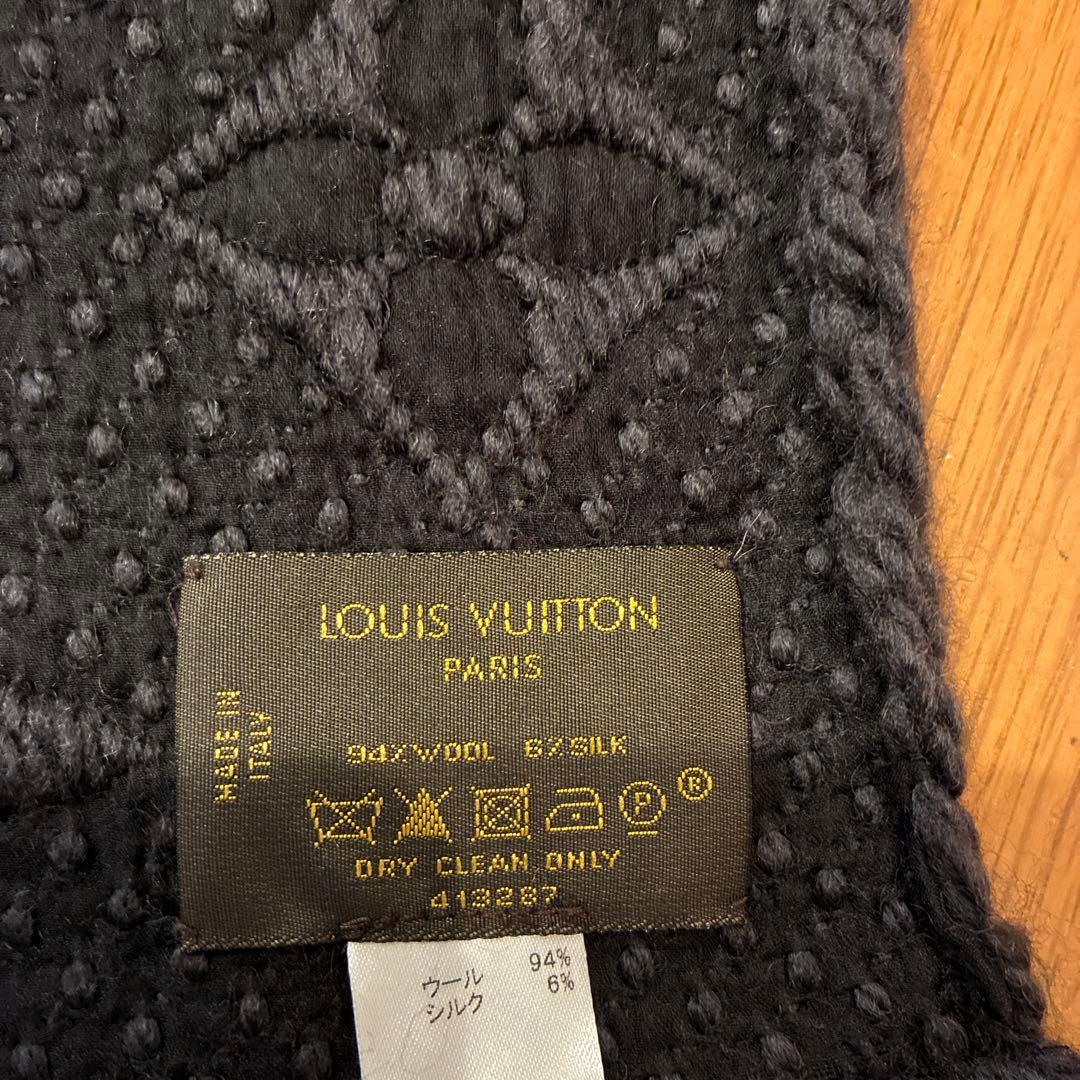 LOUIS VUITTON
PARIS
MADE IN
ITALY
94%WOOL 6%SILK
P
®
DRY CLEAN ONLY
413287
ウール 94%
シルク 6%